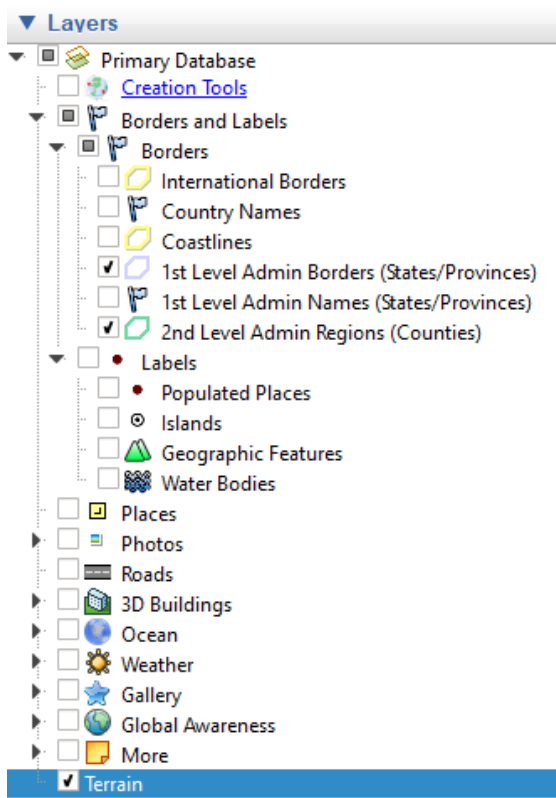 Layers
Primary Database
Creation Tools
Borders and Labels
Borders
International Borders
Country Names
Coastlines
1st Level Admin Borders (States/Provinces)
1st Level Admin Names (States/Provinces)
2nd Level Admin Regions (Counties)
Labels
Populated Places
Islands
Geographic Features
Water Bodies
Places
Photos
Roads
3D Buildings
Ocean
Weather
Gallery
Global Awareness
More
Terrain